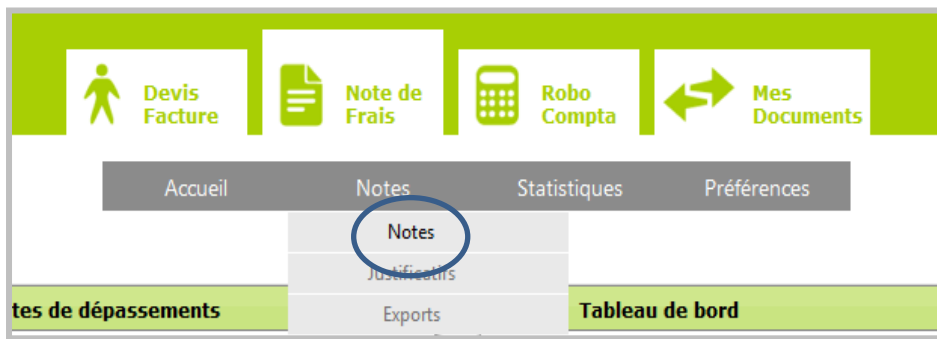 Devis
Facture
Note de
Frais
Robo
Compta
Mes
Documents
Accueil Notes Statistiques Préférences
Notes
Justificatifs
tes de dépassements
Exports
Tableau de bord